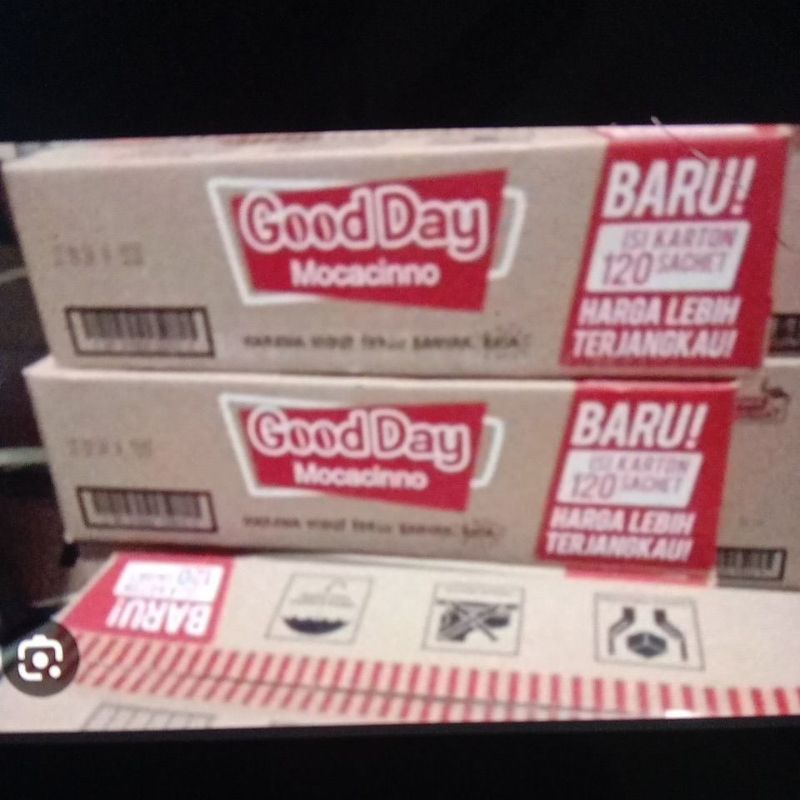 Good Day
Mocacinno
BARU!
ISI KARTON
120 SACHET
HARGA LEBIH
TERJANGKAU!
Good Day
Mocacinno
BARU!
ISI KARTON
120 SACHET
HARGA LEBIH
TERJANGKAU!
BARU!
120